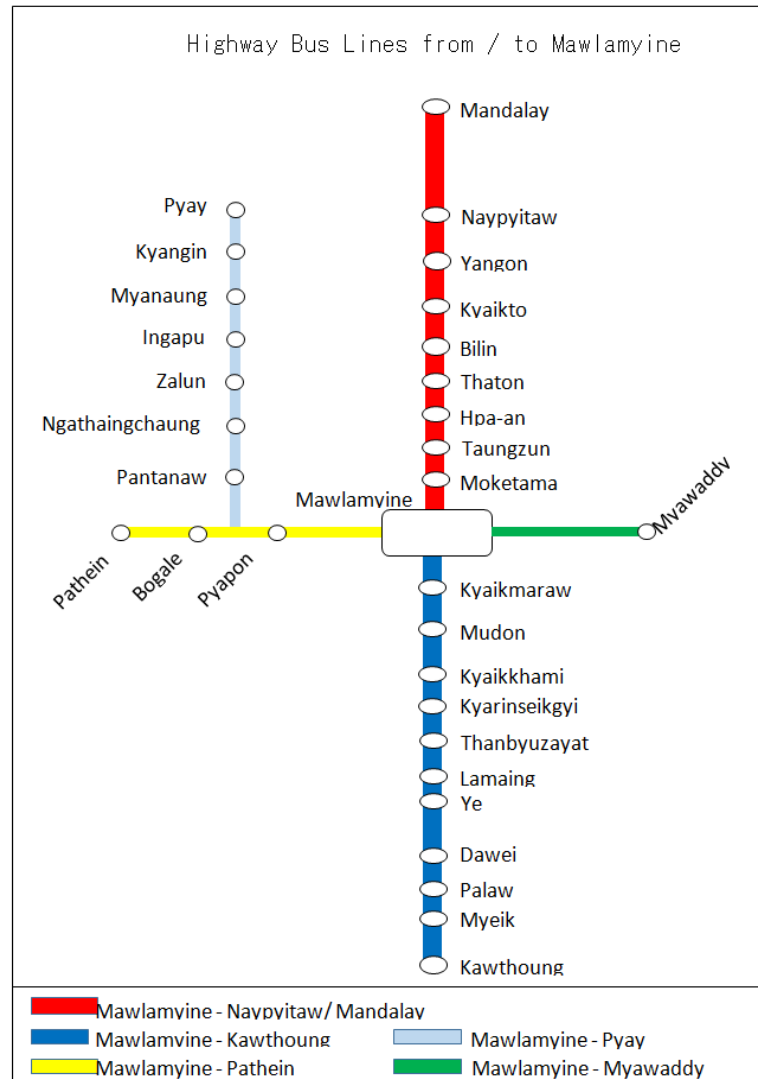 Highway Bus Lines from / to Mawlamyine
Mandalay
Naypyitaw
Yangon
Kyaikto
Bilin
Thaton
Hpa-an
Taungzun
Moketama
Pyay
Kyangin
Myanaung
Ingapu
Zalun
Ngathaingchaung
Pantanaw
Mawlamyine
Pathein
Bogale
Pyapon
Myawaddy
Kyaikmaraw
Mudon
Kyaikkhami
Kyarinseikgyi
Thanbyuzayat
Lamaing
Ye
Dawei
Palaw
Myeik
Kawthoung
Mawlamyine - Naypyitaw/ Mandalay
Mawlamyine - Kawthoung
Mawlamyine - Pyay
Mawlamyine - Pathein
Mawlamyine - Myawaddy